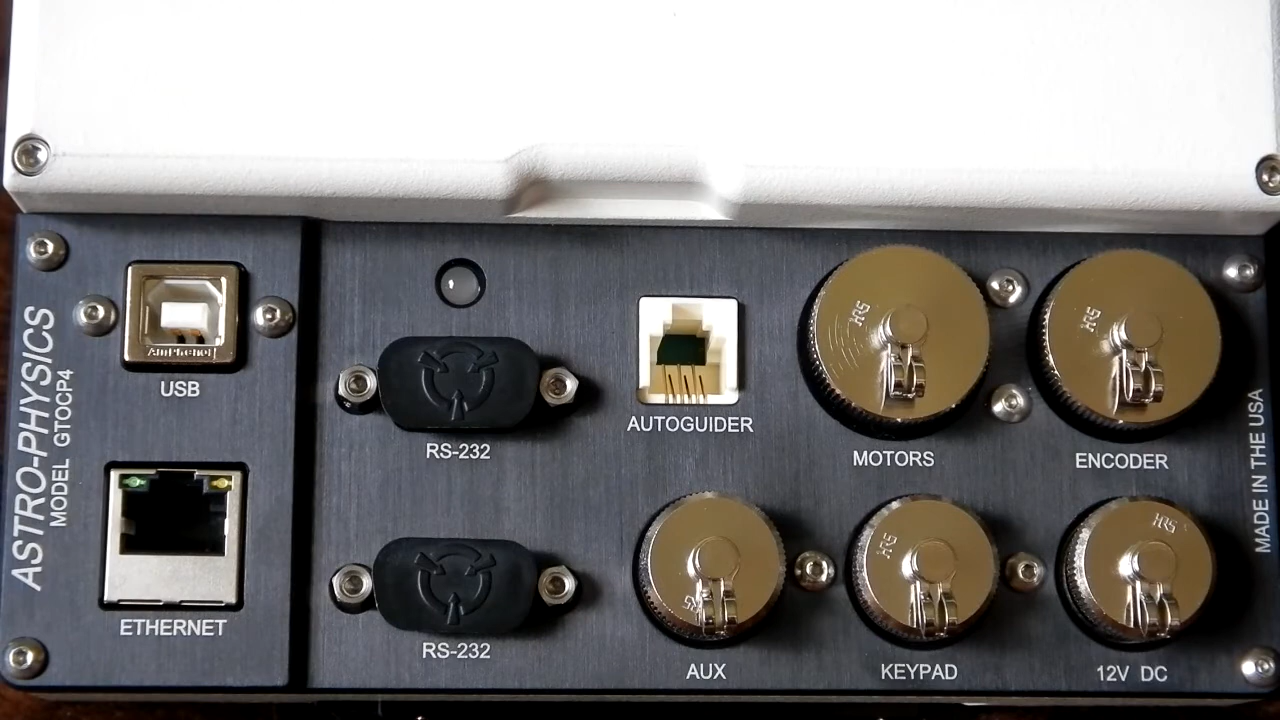 ASTRO-PHYSICS
MODEL GTOCP4
Amphenol
USB
ETHERNET
RS-232
RS-232
AUTOGUIDER
HRS
MOTORS
HRS
ENCODER
AUX
HRS
KEYPAD
HRS
12V DC
MADE IN THE USA